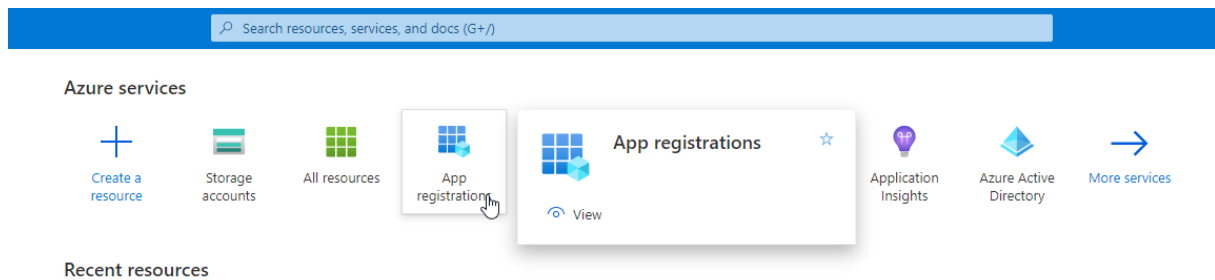 Search resources, services, and docs (G+/)
Azure services
Create a
resource
Storage
accounts
All resources
App
registrations
App registrations
View
Application
Insights
Azure Active
Directory
More services
Recent resources